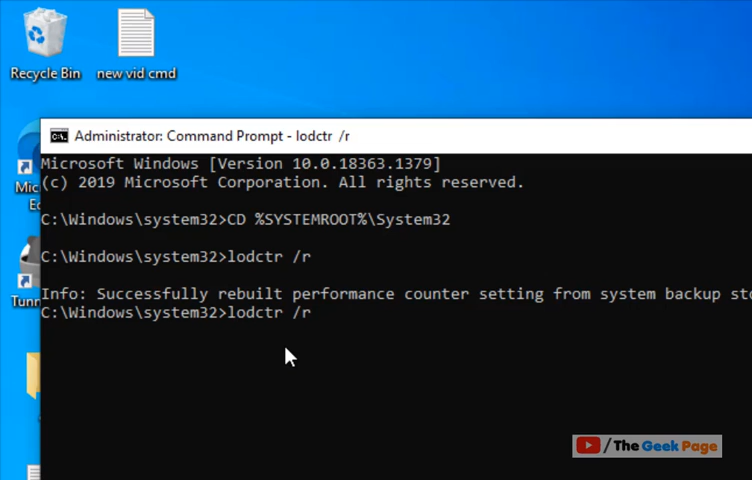 Recycle Bin
new vid cmd
Administrator: Command Prompt - lodctr /r
Microsoft Windows [Version 10.0.18363.1379]
(c) 2019 Microsoft Corporation. All rights reserved.
C:\Windows\system32>CD %SYSTEMROOT%\System32
C:\Windows\system32>lodctr /r
Info: Successfully rebuilt performance counter setting from system backup sto
C:\Windows\system32>lodctr /r
Mic
E
Tunn
/The Geek Page